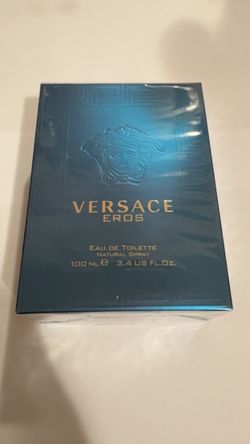 VERSACE
EROS
EAU DE TOILETTE
NATURAL SPRAY
100 ML e 3.4 US FL.OZ.